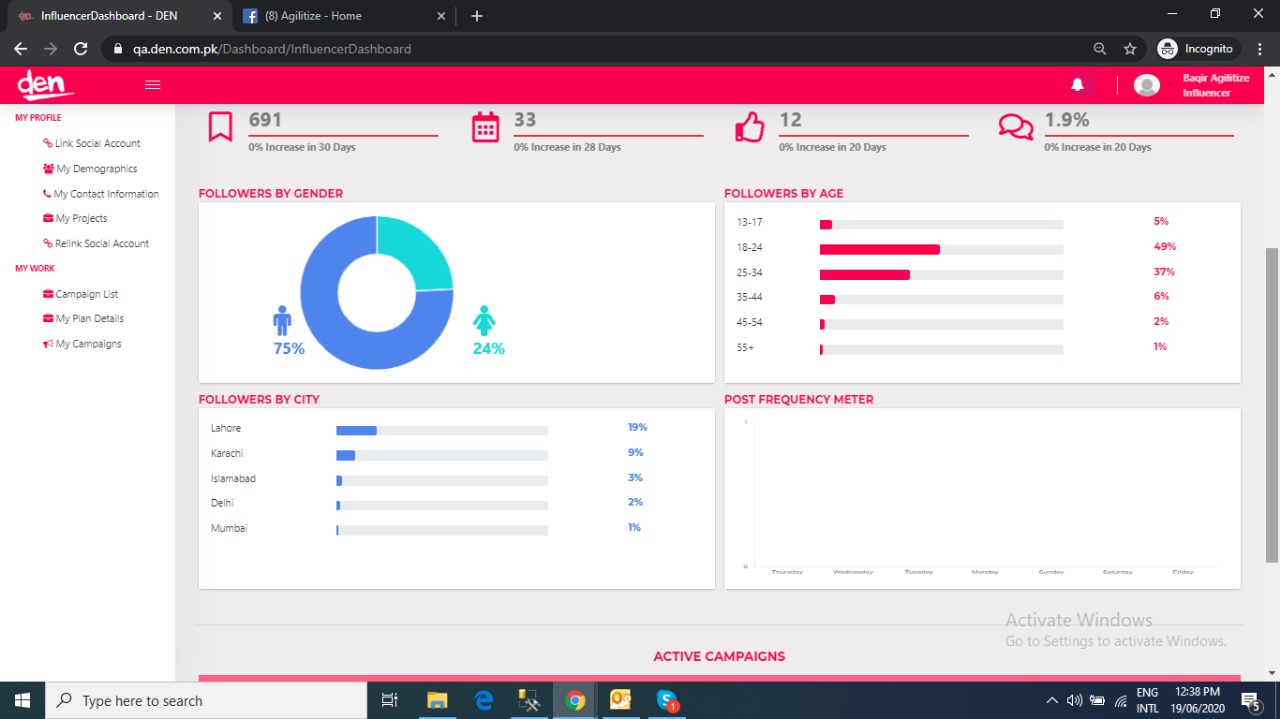 InfluencerDashboard - DEN
(8) Agilitize - Home
qa.den.com.pk/Dashboard/InfluencerDashboard
Incognito
den
Baqir Agilitize
Influencer
MY PROFILE
Link Social Account
My Demographics
My Contact Information
My Projects
Relink Social Account
MY WORK
Campaign List
My Plan Details
My Campaigns
691
0% Increase in 30 Days
33
0% Increase in 28 Days
12
0% Increase in 20 Days
1.9%
0% Increase in 20 Days
FOLLOWERS BY GENDER
75%
24%
FOLLOWERS BY AGE
13-17 5%
18-24 49%
25-34 37%
35-44 6%
45-54 2%
55+ 1%
FOLLOWERS BY CITY
Lahore 19%
Karachi 9%
Islamabad 3%
Delhi 2%
Mumbai 1%
POST FREQUENCY METER
1
0
Thursday Wednesday Tuesday Monday Sunday Saturday Friday
Activate Windows
Go to Settings to activate Windows.
ACTIVE CAMPAIGNS
Type here to search
1
ENG
INTL
12:38 PM
19/06/2020
5